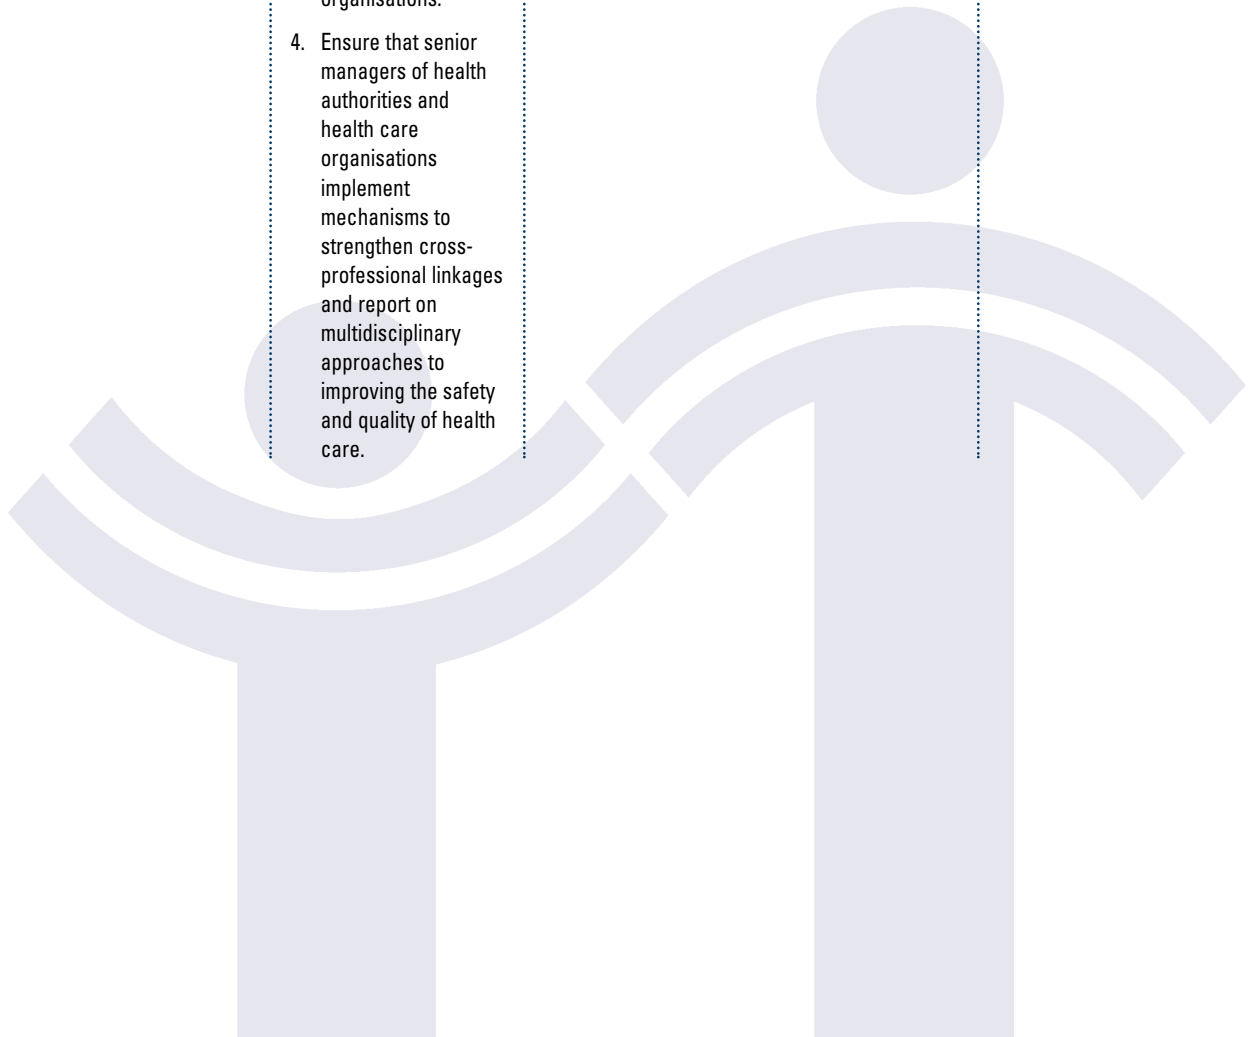 organisations.
4. Ensure that senior
managers of health
authorities and
health care
organisations
implement
mechanisms to
strengthen cross-
professional linkages
and report on
multidisciplinary
approaches to
improving the safety
and quality of health
care.